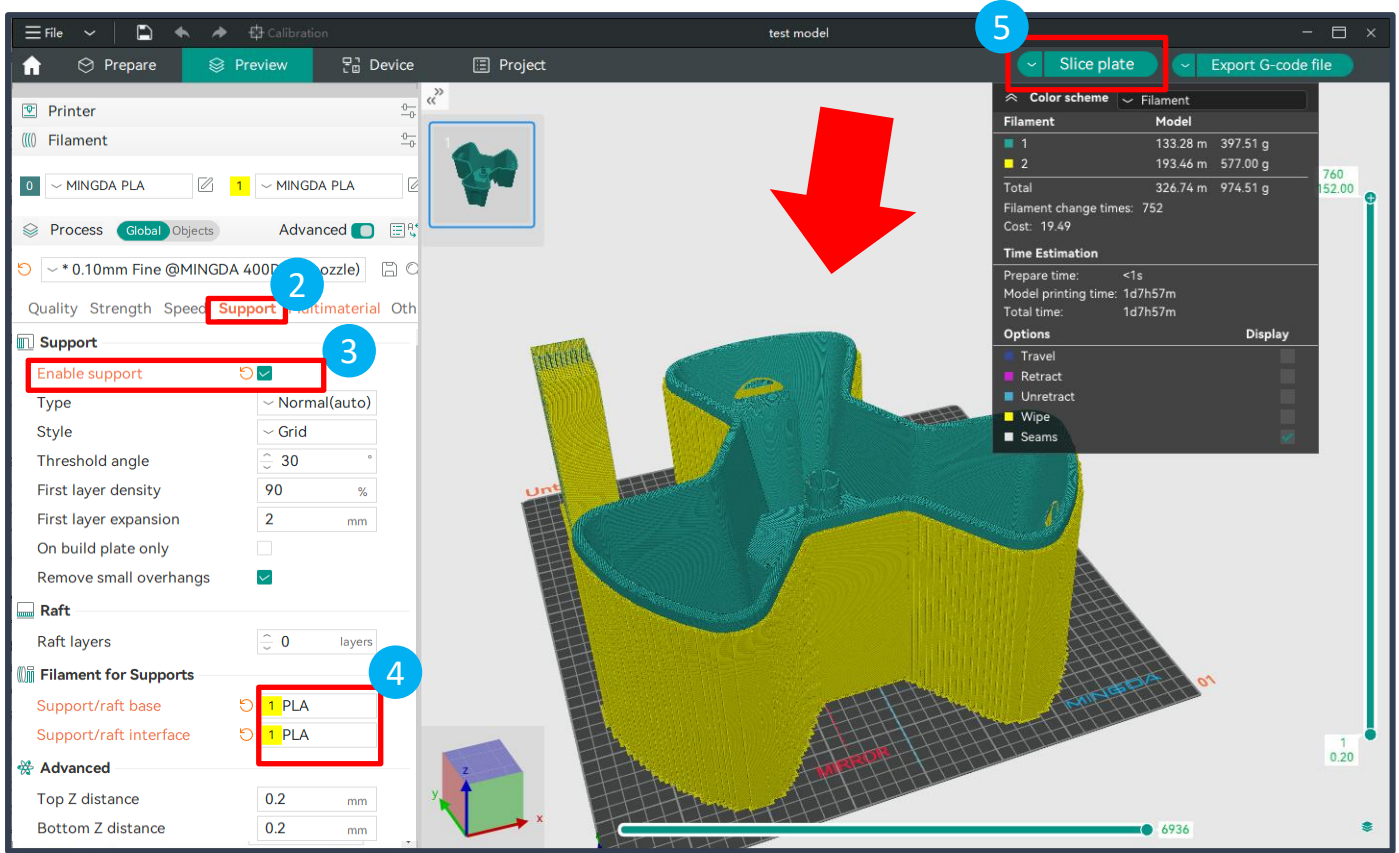 5
File
Calibration
test model
Prepare
Preview
Device
Project
Slice plate
Export G-code file
Printer
Filament
0 MINGDA PLA
1 MINGDA PLA
Process Global Objects Advanced
2
* 0.10mm Fine @MINGDA 400D ozzle)
Quality Strength Speed Support Multimaterial Oth
Support
3
Enable support
Type Normal(auto)
Style Grid
Threshold angle 30 °
First layer density 90 %
First layer expansion 2 mm
On build plate only
Remove small overhangs
Raft
Raft layers 0 layers
4
Filament for Supports
Support/raft base 1 PLA
Support/raft interface 1 PLA
Advanced
Top Z distance 0.2 mm
Bottom Z distance 0.2 mm
1
Color scheme Filament
Filament Model
1 133.28 m 397.51 g
2 193.46 m 577.00 g
Total 326.74 m 974.51 g
Filament change times: 752
Cost: 19.49
Time Estimation
Prepare time: <1s
Model printing time: 1d7h57m
Total time: 1d7h57m
Options Display
Travel
Retract
Unretract
Wipe
Seams
760
152.00
Unt
01
MINGDA
MIRROR
1
0.20
z
y
x
6936